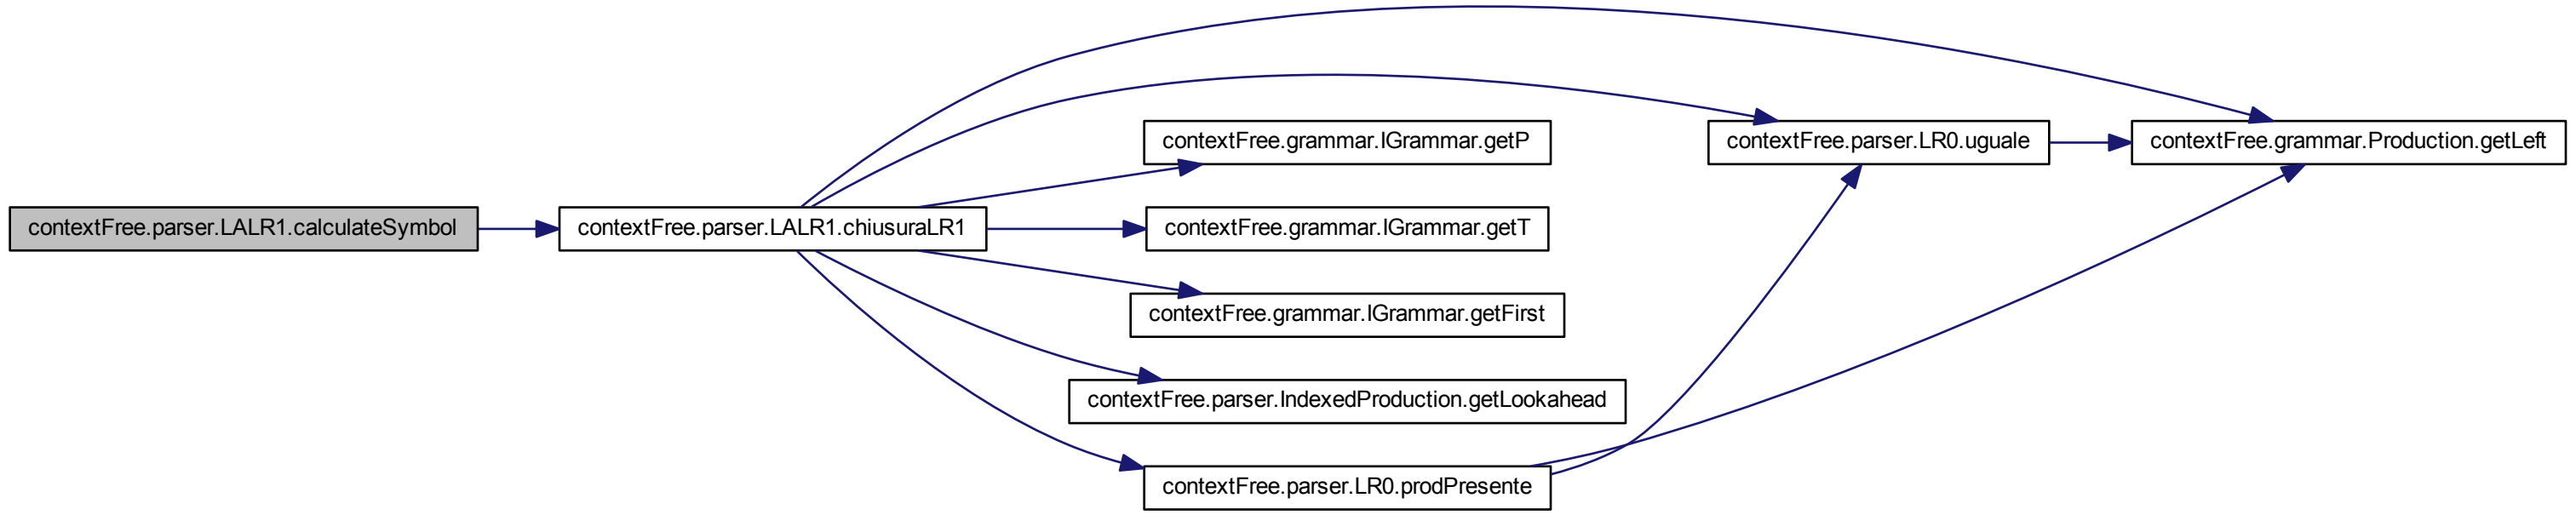 contextFree.parser.LALR1.calculateSymbol
contextFree.parser.LALR1.chiusuraLR1
contextFree.grammar.IGrammar.getP
contextFree.grammar.IGrammar.getT
contextFree.grammar.IGrammar.getFirst
contextFree.parser.IndexedProduction.getLookahead
contextFree.parser.LR0.prodPresente
contextFree.parser.LR0.uguale
contextFree.grammar.Production.getLeft